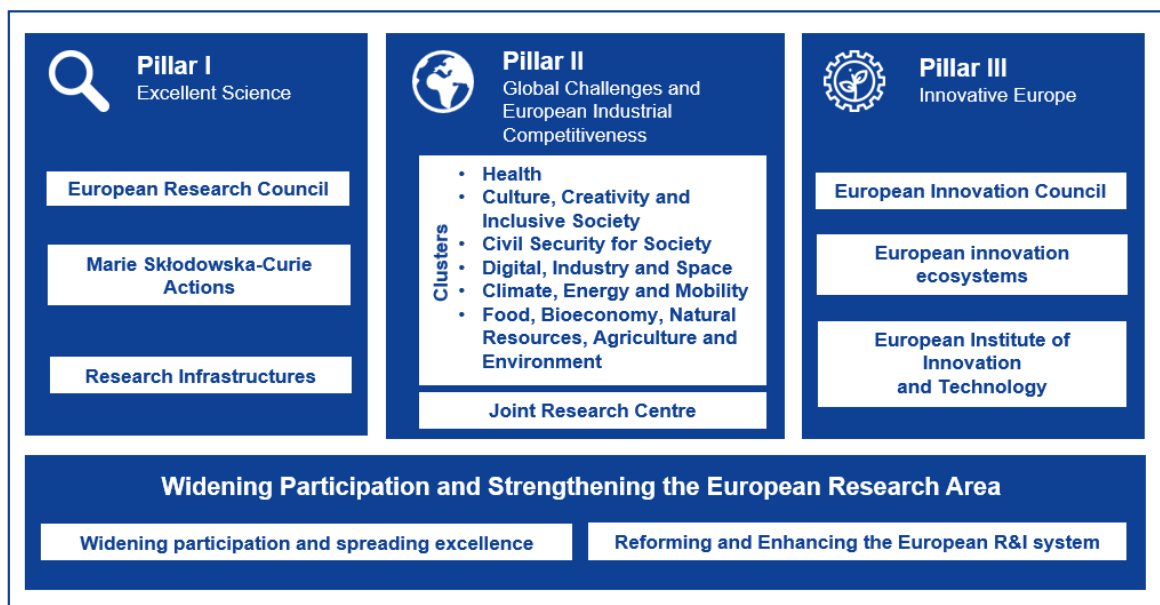 Pillar I
Excellent Science
European Research Council
Marie Skłodowska-Curie
Actions
Research Infrastructures
Pillar II
Global Challenges and
European Industrial
Competitiveness
Clusters
• Health
• Culture, Creativity and
Inclusive Society
• Civil Security for Society
• Digital, Industry and Space
• Climate, Energy and Mobility
• Food, Bioeconomy, Natural
Resources, Agriculture and
Environment
Joint Research Centre
Pillar III
Innovative Europe
European Innovation Council
European innovation
ecosystems
European Institute of
Innovation
and Technology
Widening Participation and Strengthening the European Research Area
Widening participation and spreading excellence
Reforming and Enhancing the European R&I system